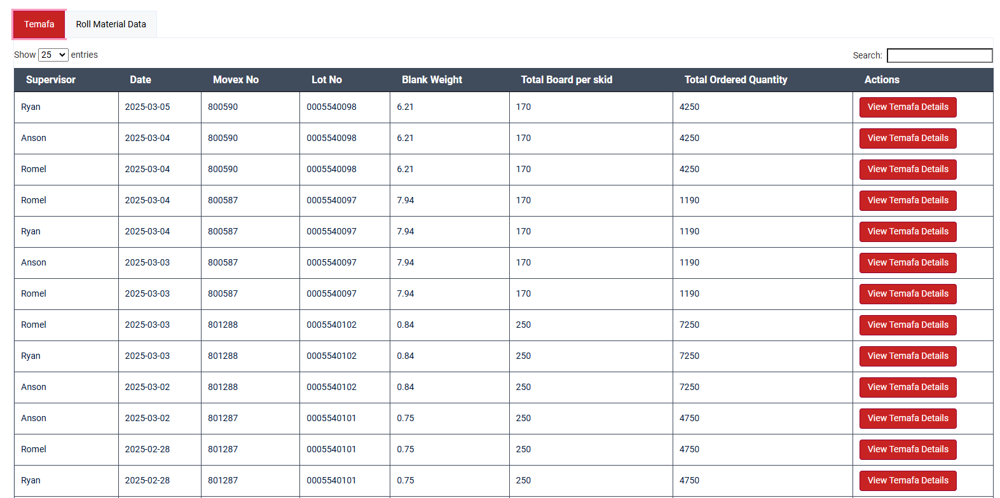 Temafa Roll Material Data
Show 25 entries Search:
Supervisor Date Movex No Lot No Blank Weight Total Board per skid Total Ordered Quantity Actions
Ryan 2025-03-05 800590 0005540098 6.21 170 4250 View Temafa Details
Anson 2025-03-04 800590 0005540098 6.21 170 4250 View Temafa Details
Romel 2025-03-04 800590 0005540098 6.21 170 4250 View Temafa Details
Romel 2025-03-04 800587 0005540097 7.94 170 1190 View Temafa Details
Ryan 2025-03-04 800587 0005540097 7.94 170 1190 View Temafa Details
Anson 2025-03-03 800587 0005540097 7.94 170 1190 View Temafa Details
Romel 2025-03-03 800587 0005540097 7.94 170 1190 View Temafa Details
Romel 2025-03-03 801288 0005540102 0.84 250 7250 View Temafa Details
Ryan 2025-03-03 801288 0005540102 0.84 250 7250 View Temafa Details
Anson 2025-03-02 801288 0005540102 0.84 250 7250 View Temafa Details
Anson 2025-03-02 801287 0005540101 0.75 250 4750 View Temafa Details
Romel 2025-02-28 801287 0005540101 0.75 250 4750 View Temafa Details
Ryan 2025-02-28 801287 0005540101 0.75 250 4750 View Temafa Details